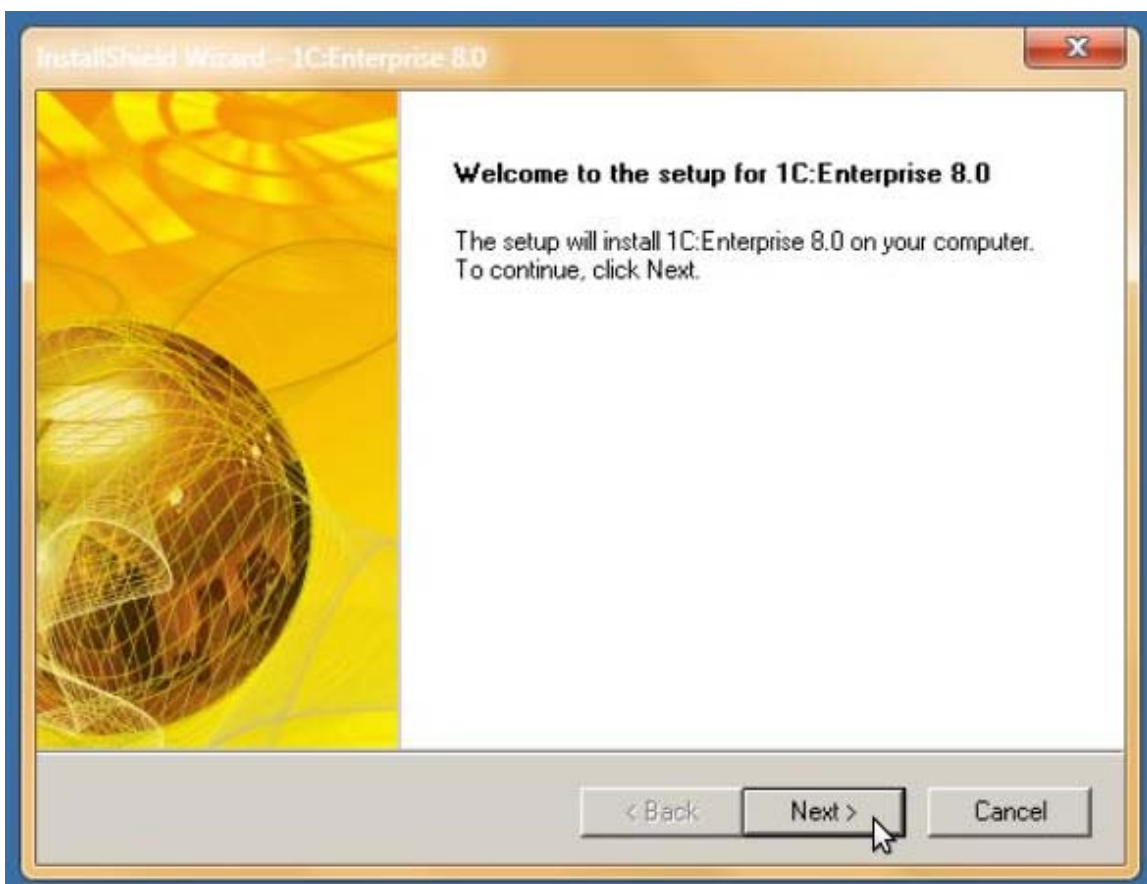 InstallShield Wizard - 1C:Enterprise 8.0
Welcome to the setup for 1C:Enterprise 8.0
The setup will install 1C:Enterprise 8.0 on your computer.
To continue, click Next.
< Back
Next >
Cancel